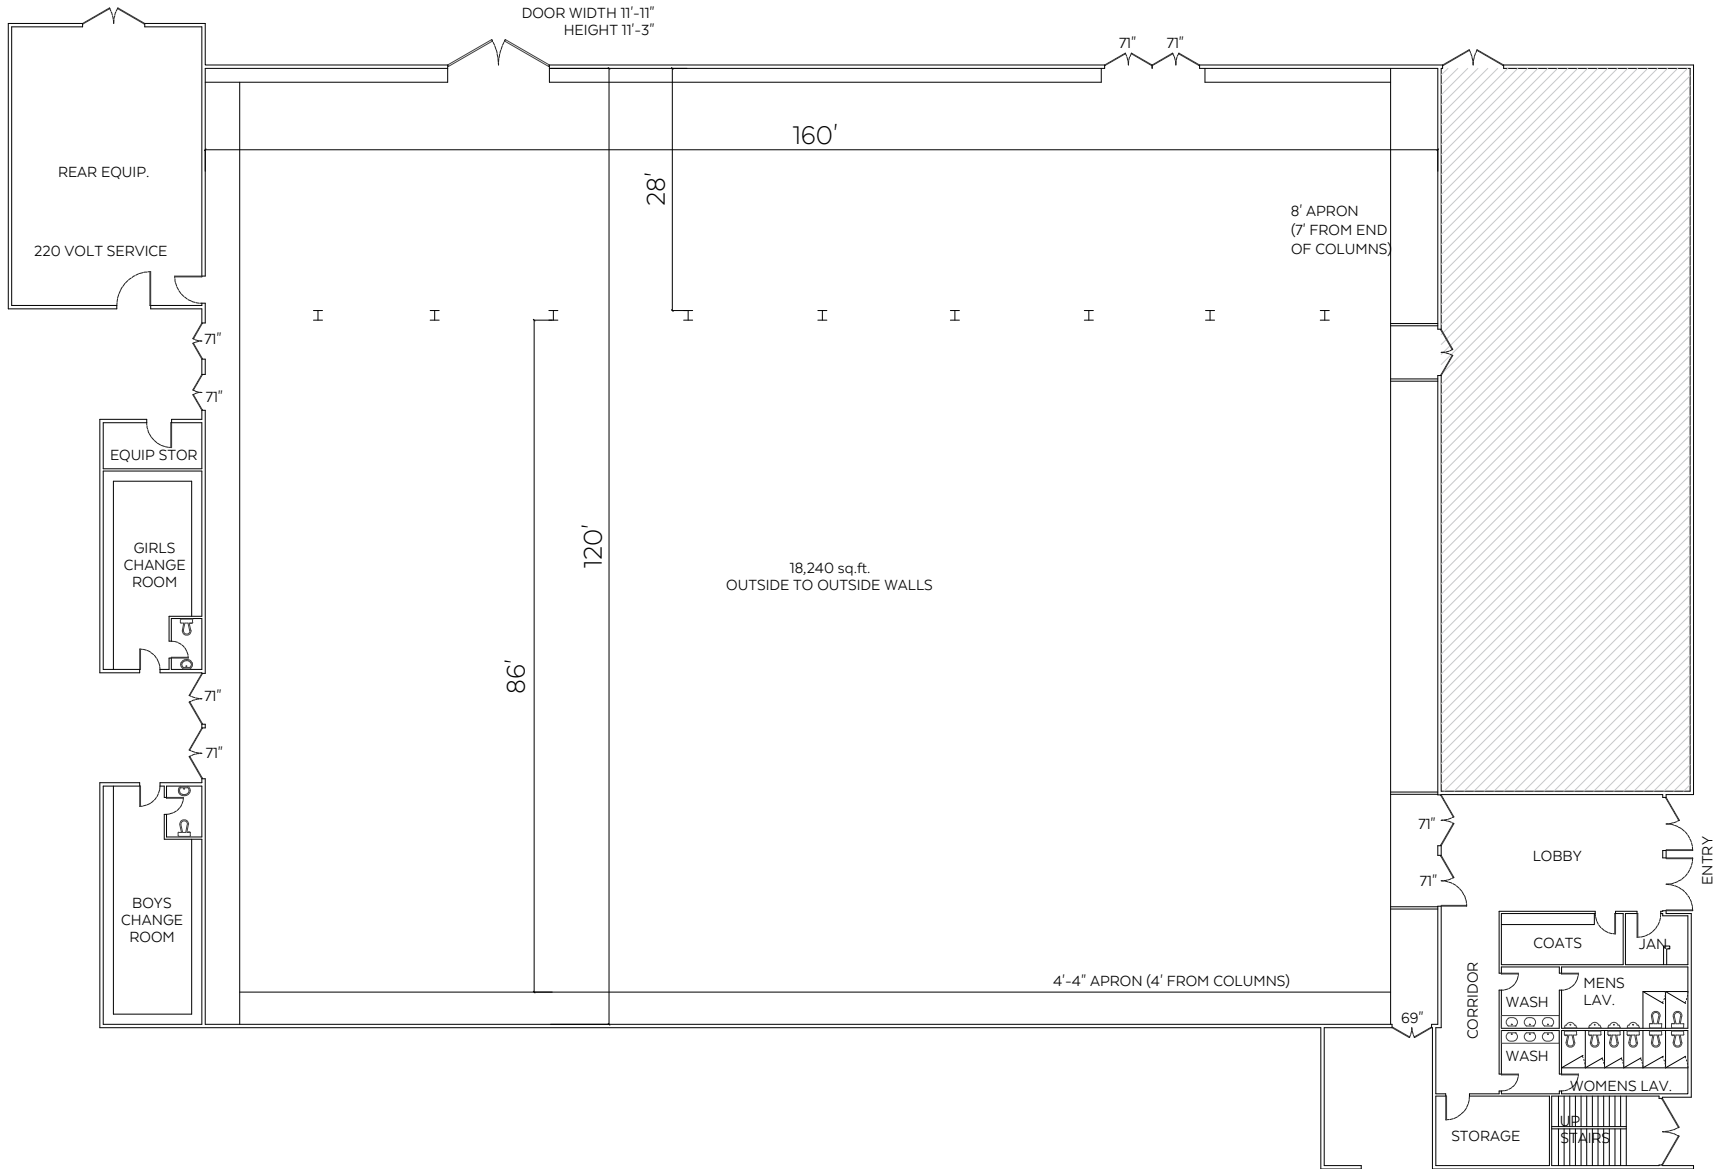 DOOR WIDTH 11'-11"
HEIGHT 11'-3"
71"
71"
160'
REAR EQUIP.
28'
8' APRON
(7' FROM END
OF COLUMNS)
220 VOLT SERVICE
71"
71"
EQUIP STOR
GIRLS
CHANGE
ROOM
120'
18,240 sq.ft.
OUTSIDE TO OUTSIDE WALLS
86'
71"
71"
71"
LOBBY
ENTRY
71"
BOYS
CHANGE
ROOM
COATS
JAN.
4'-4" APRON (4' FROM COLUMNS)
CORRIDOR
WASH
MENS
LAV.
69"
WASH
WOMENS LAV.
STORAGE
UP
STAIRS